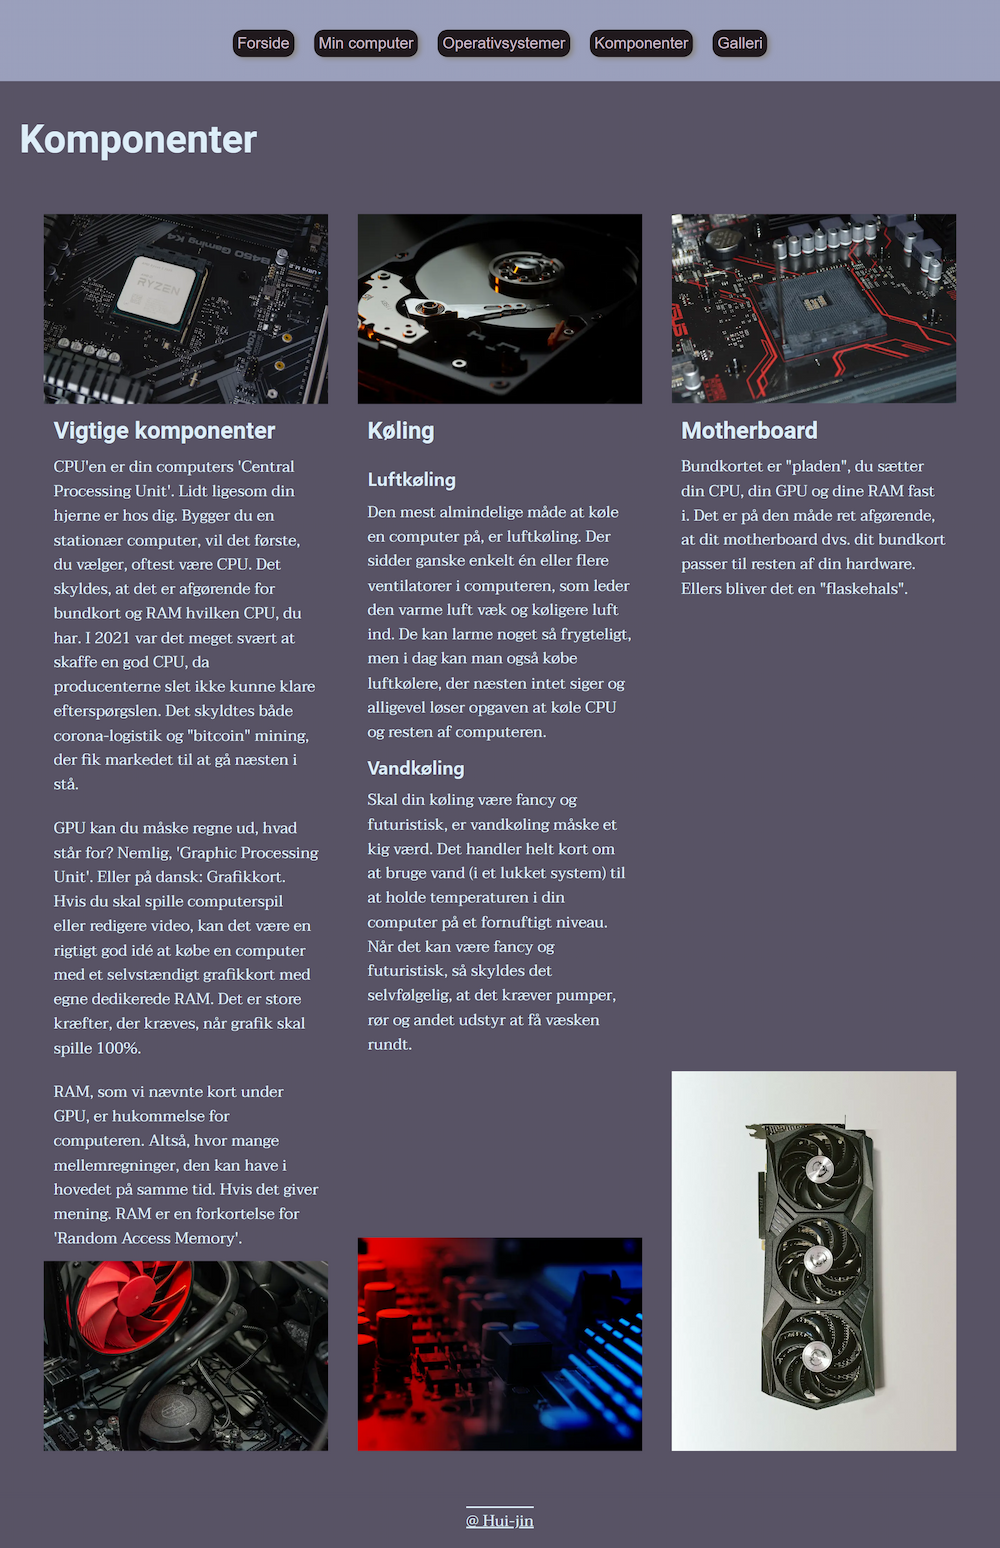 Forside
Min computer
Operativsystemer
Komponenter
Galleri
Komponenter
B450 Gaming K4
Ultra M.2
RYZEN
Vigtige komponenter
CPU'en er din computers 'Central
Processing Unit'. Lidt ligesom din
hjerne er hos dig. Bygger du en
stationær computer, vil det første,
du vælger, oftest være CPU. Det
skyldes, at det er afgørende for
bundkort og RAM hvilken CPU, du
har. I 2021 var det meget svært at
skaffe en god CPU, da
producenterne slet ikke kunne klare
efterspørgslen. Det skyldtes både
corona-logistik og "bitcoin" mining,
der fik markedet til at gå næsten i
stå.
GPU kan du måske regne ud, hvad
står for? Nemlig, 'Graphic Processing
Unit'. Eller på dansk: Grafikkort.
Hvis du skal spille computerspil
eller redigere video, kan det være en
rigtigt god idé at købe en computer
med et selvstændigt grafikkort med
egne dedikerede RAM. Det er store
kræfter, der kræves, når grafik skal
spille 100%.
RAM, som vi nævnte kort under
GPU, er hukommelse for
computeren. Altså, hvor mange
mellemregninger, den kan have i
hovedet på samme tid. Hvis det giver
mening. RAM er en forkortelse for
'Random Access Memory'.
Køling
Luftkøling
Den mest almindelige måde at køle
en computer på, er luftkøling. Der
sidder ganske enkelt én eller flere
ventilatorer i computeren, som leder
den varme luft væk og køligere luft
ind. De kan larme noget så frygteligt,
men i dag kan man også købe
luftkølere, der næsten intet siger og
alligevel løser opgaven at køle CPU
og resten af computeren.
Vandkøling
Skal din køling være fancy og
futuristisk, er vandkøling måske et
kig værd. Det handler helt kort om
at bruge vand (i et lukket system) til
at holde temperaturen i din
computer på et fornuftigt niveau.
Når det kan være fancy og
futuristisk, så skyldes det
selvfølgelig, at det kræver pumper,
rør og andet udstyr at få væsken
rundt.
Motherboard
Bundkortet er "pladen", du sætter
din CPU, din GPU og dine RAM fast
i. Det er på den måde ret afgørende,
at dit motherboard dvs. dit bundkort
passer til resten af din hardware.
Ellers bliver det en "flaskehals".
@ Hui-jin